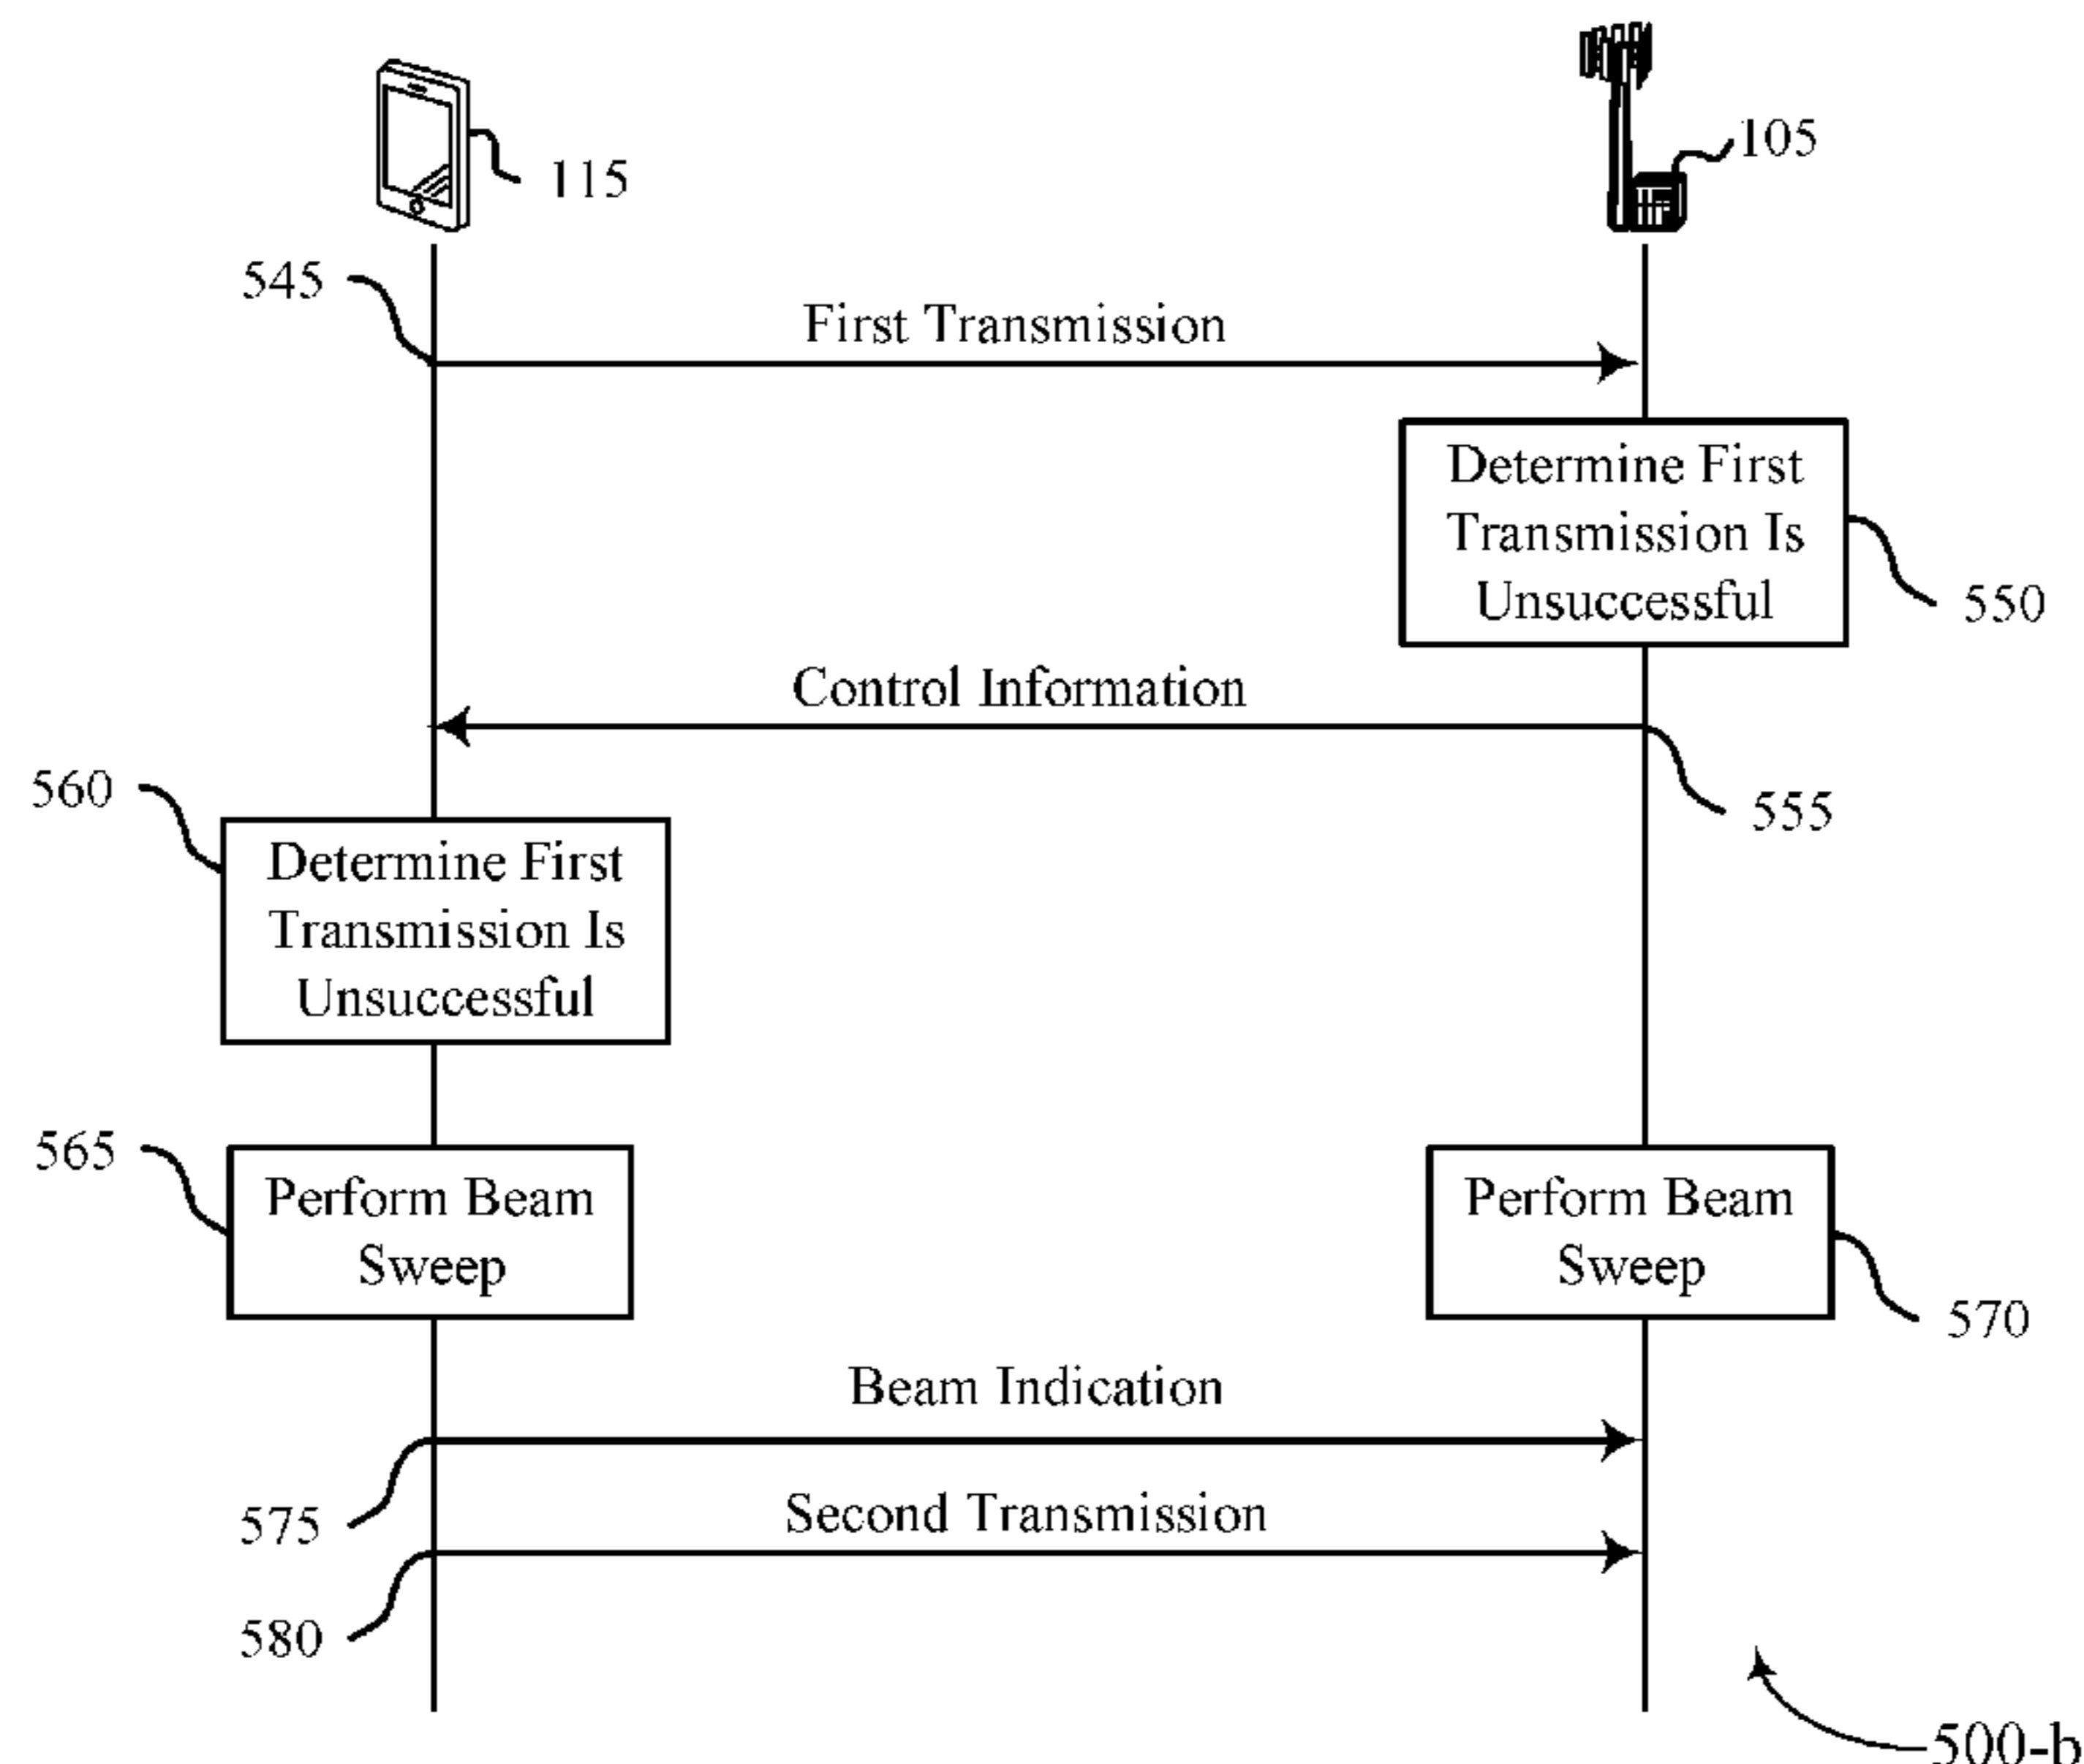 105
115
545
First Transmission
Determine First
Transmission Is
Unsuccessful
550
Control Information
555
560
Determine First
Transmission Is
Unsuccessful
565
Perform Beam
Sweep
Perform Beam
Sweep
570
Beam Indication
575
Second Transmission
580
500-b